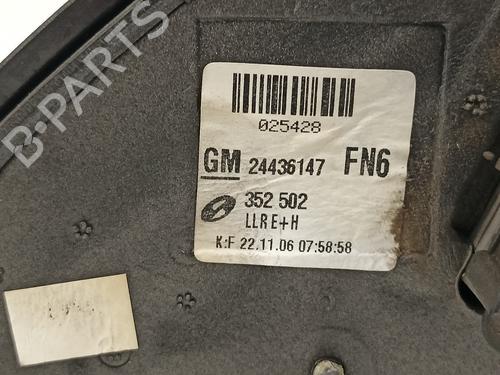 B-PARTS
025428
GM 24436147 FN6
352 502
LLRE+H
K:F 22.11.06 07:58:58